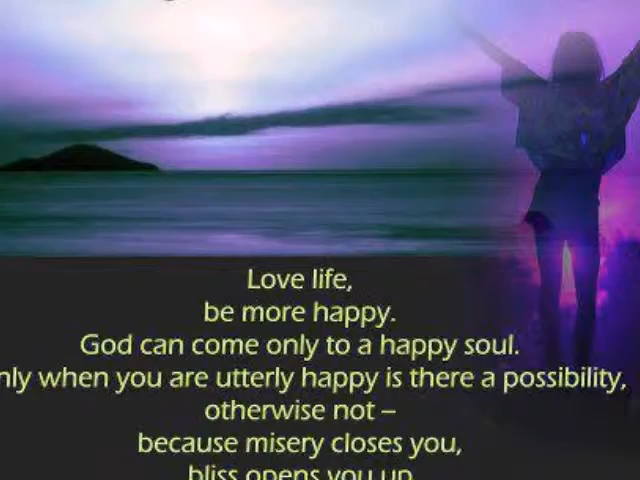 Love life,
be more happy.
God can come only to a happy soul.
nly when you are utterly happy is there a possibility,
otherwise not –
because misery closes you,
bliss opens you up